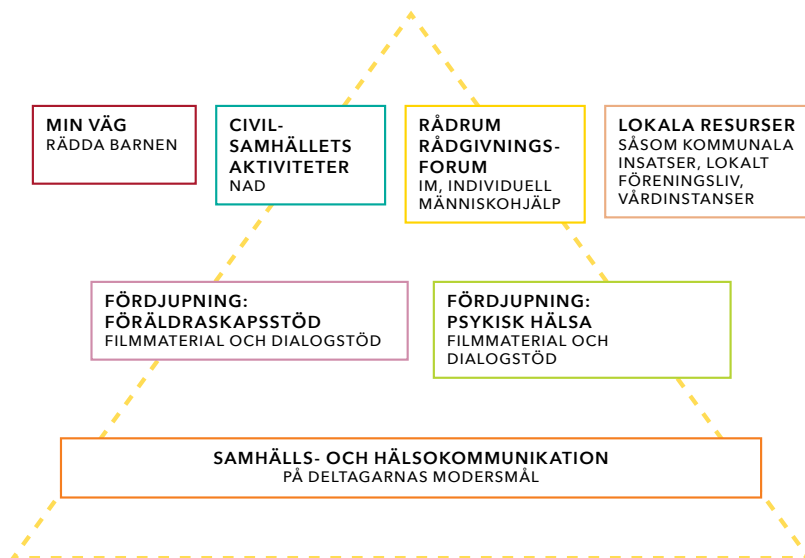 MIN VÄG
RÄDDA BARNEN
CIVIL-
SAMHÄLLETS
AKTIVITETER
NAD
RÅDRUM
RÅDGIVNINGS-
FORUM
IM, INDIVIDUELL
MÄNNISKOHJÄLP
LOKALA RESURSER
SÅSOM KOMMUNALA
INSATSER, LOKALT
FÖRENINGSLIV,
VÅRDINSTANSER
FÖRDJUPNING:
FÖRÄLDRASKAPSSTÖD
FILMMATERIAL OCH DIALOGSTÖD
FÖRDJUPNING:
PSYKISK HÄLSA
FILMMATERIAL OCH
DIALOGSTÖD
SAMHÄLLS- OCH HÄLSOKOMMUNIKATION
PÅ DELTAGARNAS MODERSMÅL